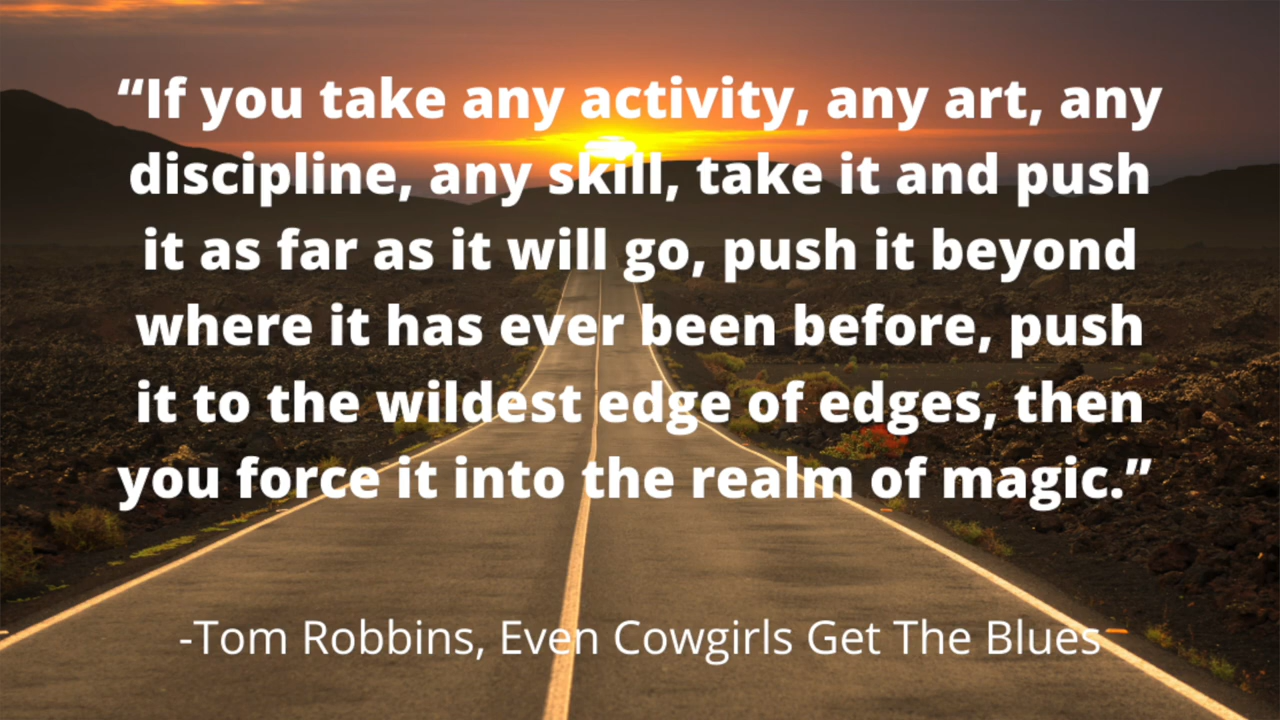 “If you take any activity, any art, any
discipline, any skill, take it and push
it as far as it will go, push it beyond
where it has ever been before, push
it to the wildest edge of edges, then
you force it into the realm of magic.”
-Tom Robbins, Even Cowgirls Get The Blues